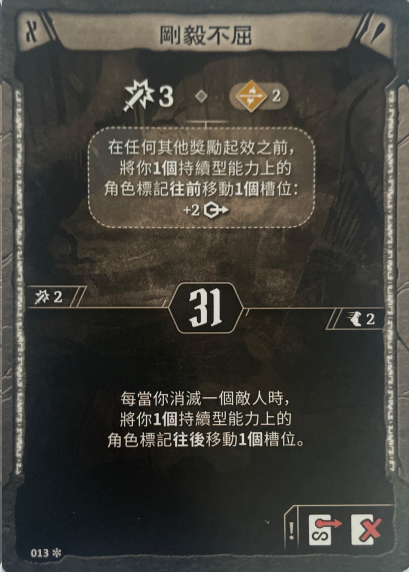 א
剛毅不屈
3 2
在任何其他獎勵起效之前，
將你1個持續型能力上的
角色標記往前移動1個槽位：
+2
2
31
2
每當你消滅一個敵人時，
將你1個持續型能力上的
角色標記往後移動1個槽位。
! S
013